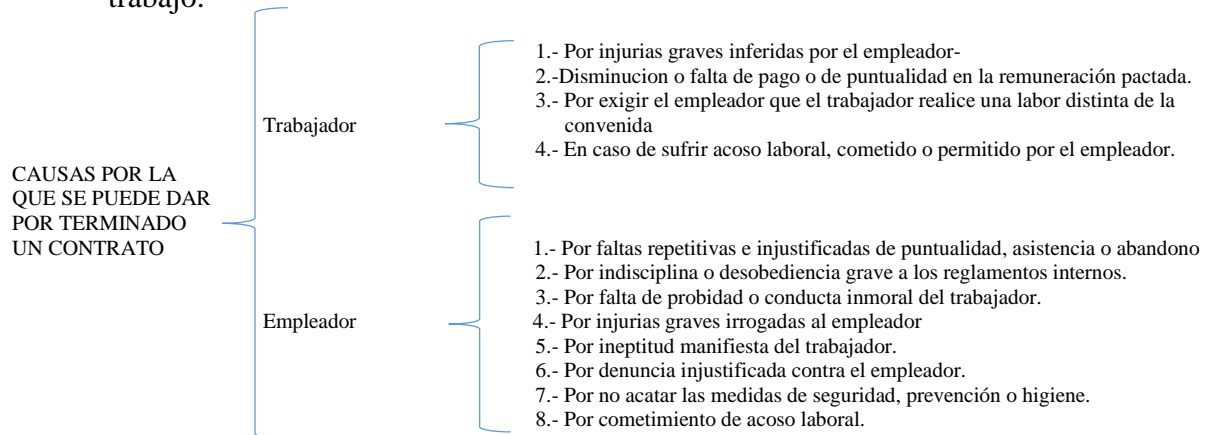 trabajo.
CAUSAS POR LA
QUE SE PUEDE DAR
POR TERMINADO
UN CONTRATO
Trabajador
1.- Por injurias graves inferidas por el empleador-
2.-Disminucion o falta de pago o de puntualidad en la remuneración pactada.
3.- Por exigir el empleador que el trabajador realice una labor distinta de la
convenida
4.- En caso de sufrir acoso laboral, cometido o permitido por el empleador.
Empleador
1.- Por faltas repetitivas e injustificadas de puntualidad, asistencia o abandono
2.- Por indisciplina o desobediencia grave a los reglamentos internos.
3.- Por falta de probidad o conducta inmoral del trabajador.
4.- Por injurias graves irrogadas al empleador
5.- Por ineptitud manifiesta del trabajador.
6.- Por denuncia injustificada contra el empleador.
7.- Por no acatar las medidas de seguridad, prevención o higiene.
8.- Por cometimiento de acoso laboral.